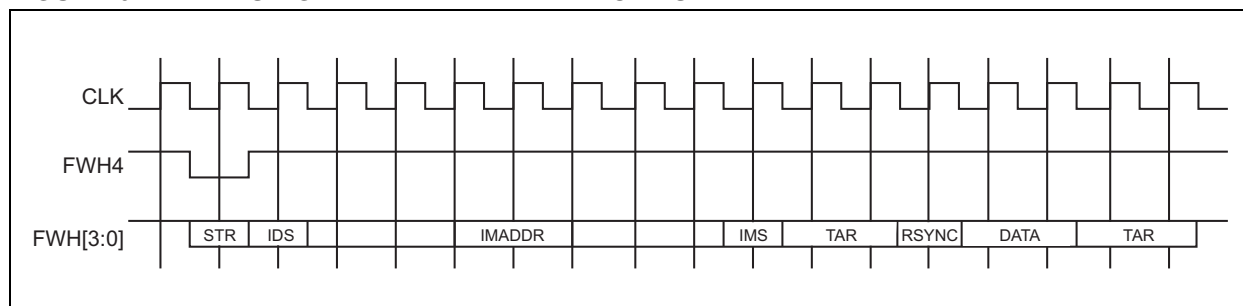 CLK
FWH4
FWH[3:0]
STR IDS IMADDR IMS TAR RSYNC DATA TAR